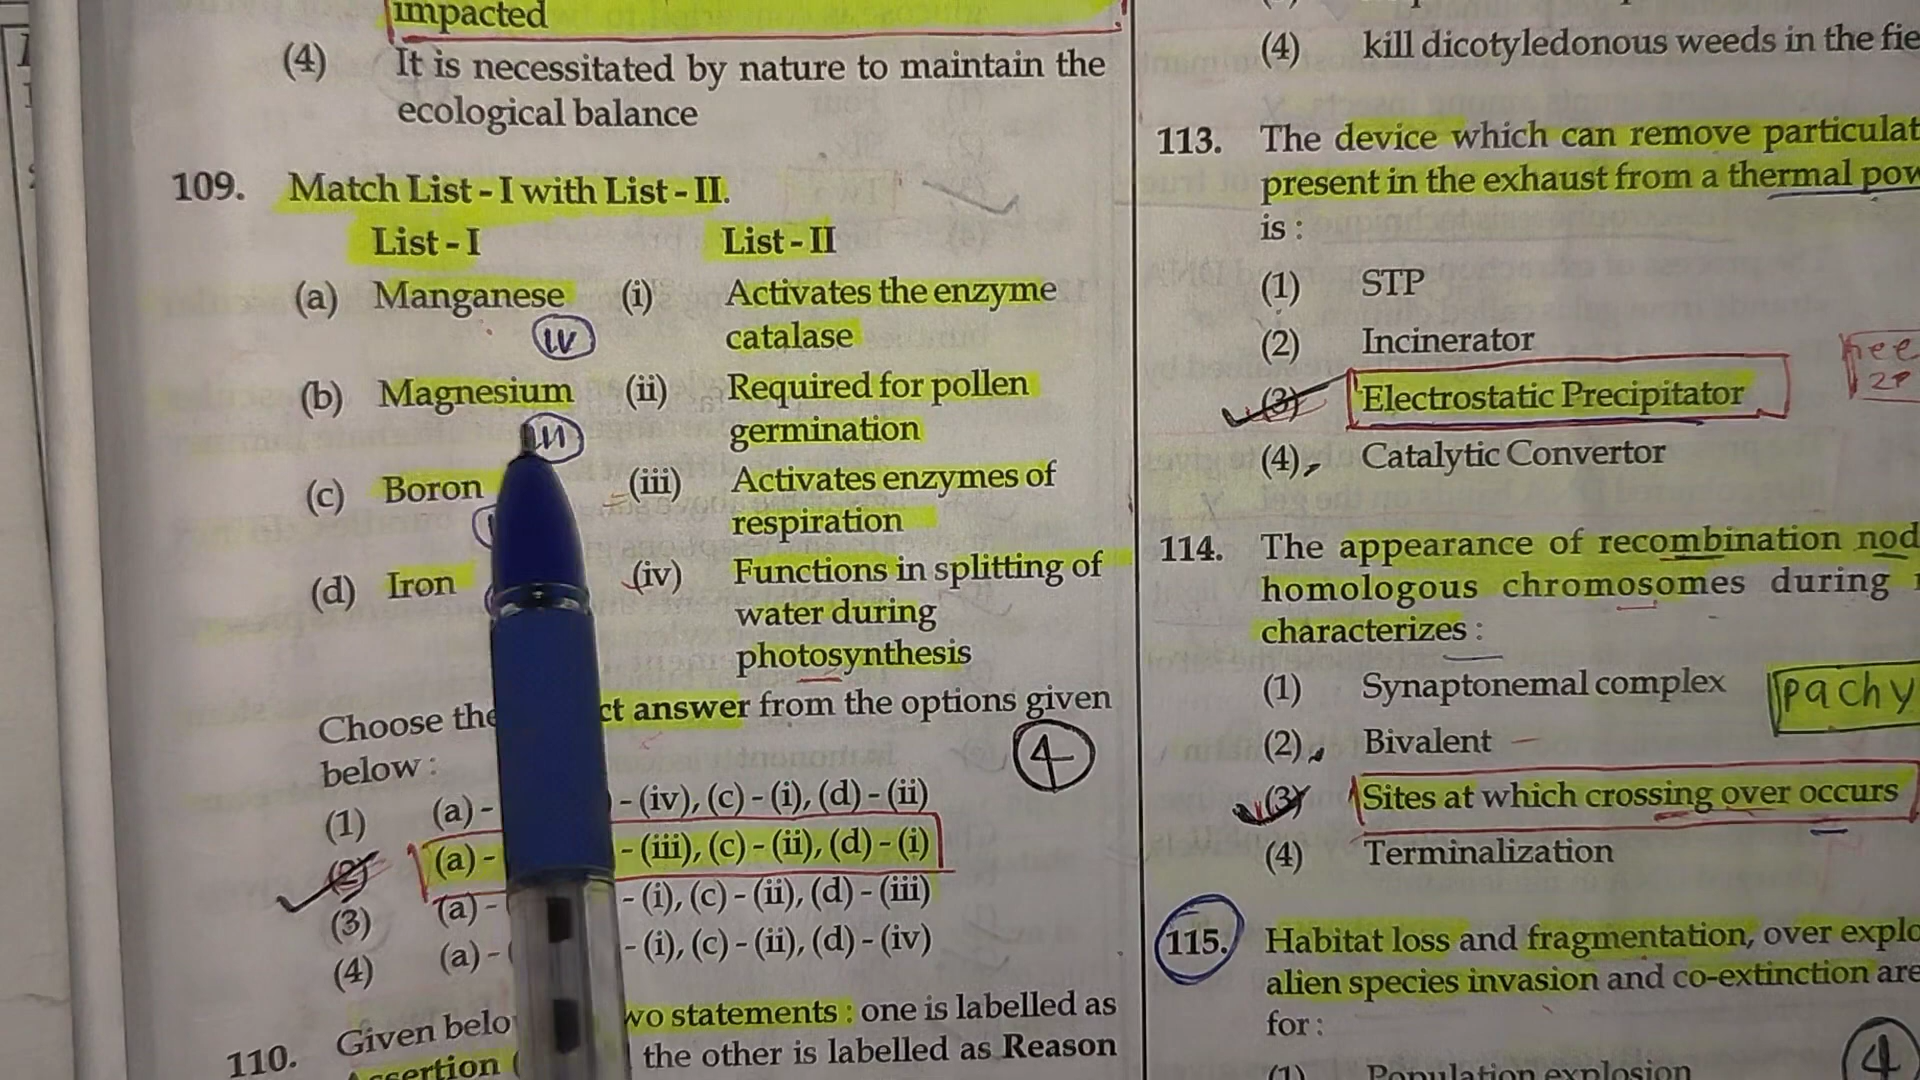 impacted
(4) It is necessitated by nature to maintain the
ecological balance
109. Match List - I with List - II.
List - I List - II
(a) Manganese (i) Activates the enzyme
catalase
iv
(b) Magnesium (ii) Required for pollen
germination
iii
(c) Boron (iii) Activates enzymes of
respiration
(d) Iron (iv) Functions in splitting of
water during
photosynthesis
Choose the ct answer from the options given
below :
4
(1) (a) - - (iv), (c) - (i), (d) - (ii)
(2) (a) - - (iii), (c) - (ii), (d) - (i)
(3) (a) - - (i), (c) - (ii), (d) - (iii)
(4) (a) - ( - (i), (c) - (ii), (d) - (iv)
110. Given belo wo statements : one is labelled as
ssertion ( the other is labelled as Reason
(4) kill dicotyledonous weeds in the fie
113. The device which can remove particulat
present in the exhaust from a thermal pow
is :
(1) STP
(2) Incinerator
(3) Electrostatic Precipitator
(4) Catalytic Convertor
114. The appearance of recombination nod
homologous chromosomes during
characterizes :
(1) Synaptonemal complex
pachy
(2) Bivalent
(3) Sites at which crossing over occurs
(4) Terminalization
115. Habitat loss and fragmentation, over explo
alien species invasion and co-extinction are
for :
4
(1) Population explosion